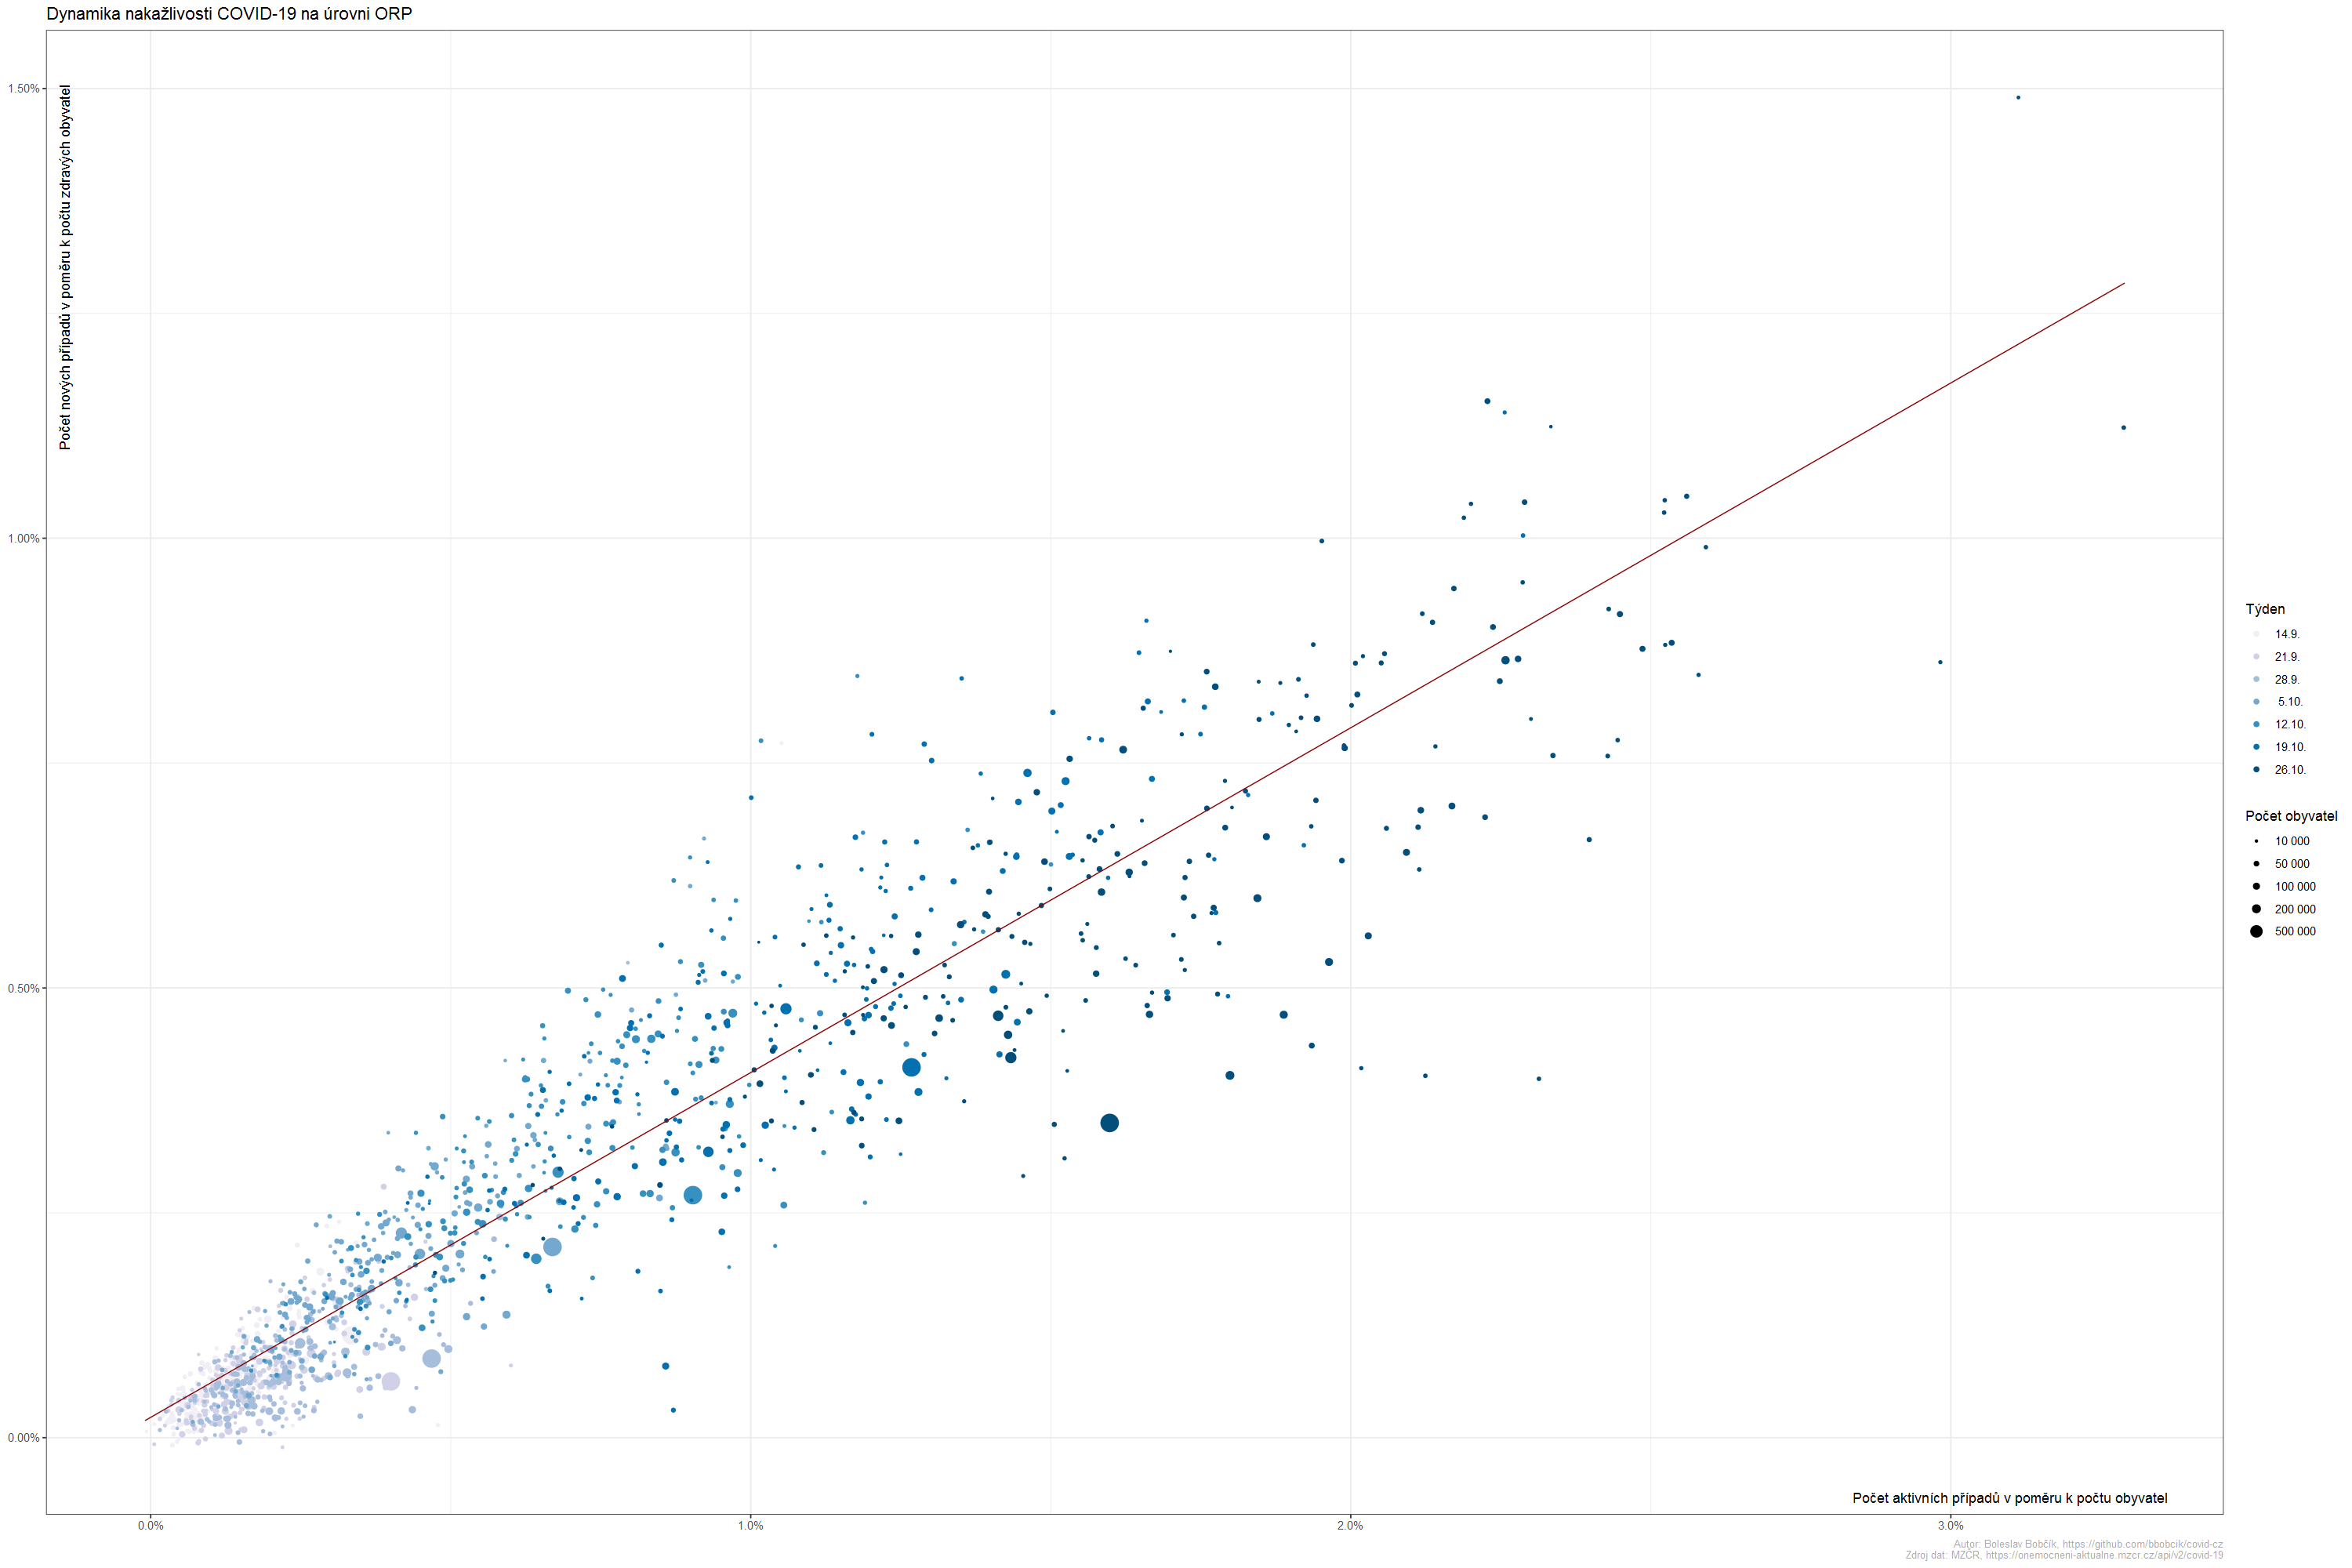 Dynamika nakažlivosti COVID-19 na úrovni ORP
Počet nových případů v poměru k počtu zdravých obyvatel
1.50%
1.00%
0.50%
0.00%
0.0%
1.0%
2.0%
3.0%
Počet aktivních případů v poměru k počtu obyvatel
Týden
14.9.
21.9.
28.9.
5.10.
12.10.
19.10.
26.10.
Počet obyvatel
10 000
50 000
100 000
200 000
500 000
Autor: Boleslav Bobčík, https://github.com/bbobcik/covid-cz
Zdroj dat: MZČR, https://onemocneni-aktualne.mzcr.cz/api/v2/covid-19